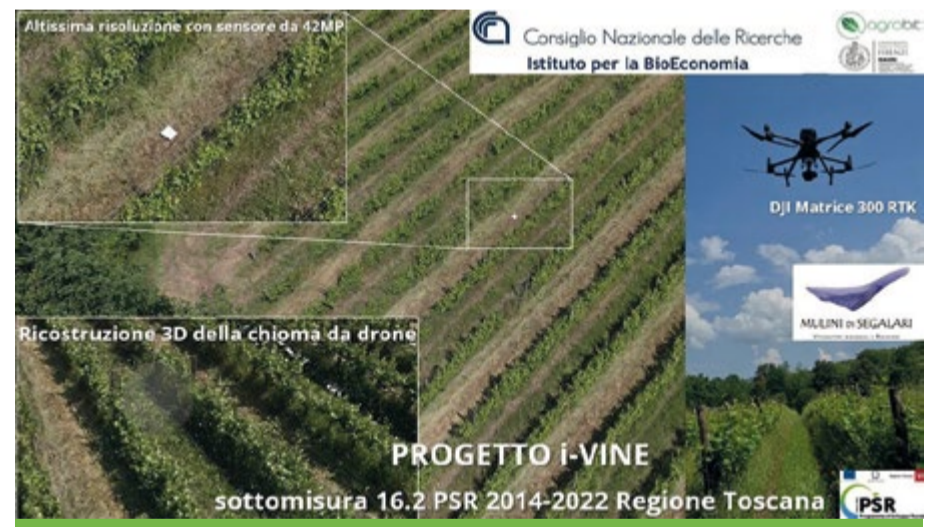 Altissima risoluzione con sensore da 42MP
Consiglio Nazionale delle Ricerche
Istituto per la BioEconomia
agrobit
DJI Matrice 300 RTK
MULINI DI SEGALARI
Ricostruzione 3D della chioma da drone
PROGETTO i-VINE
sottomisura 16.2 PSR 2014-2022 Regione Toscana
PSR